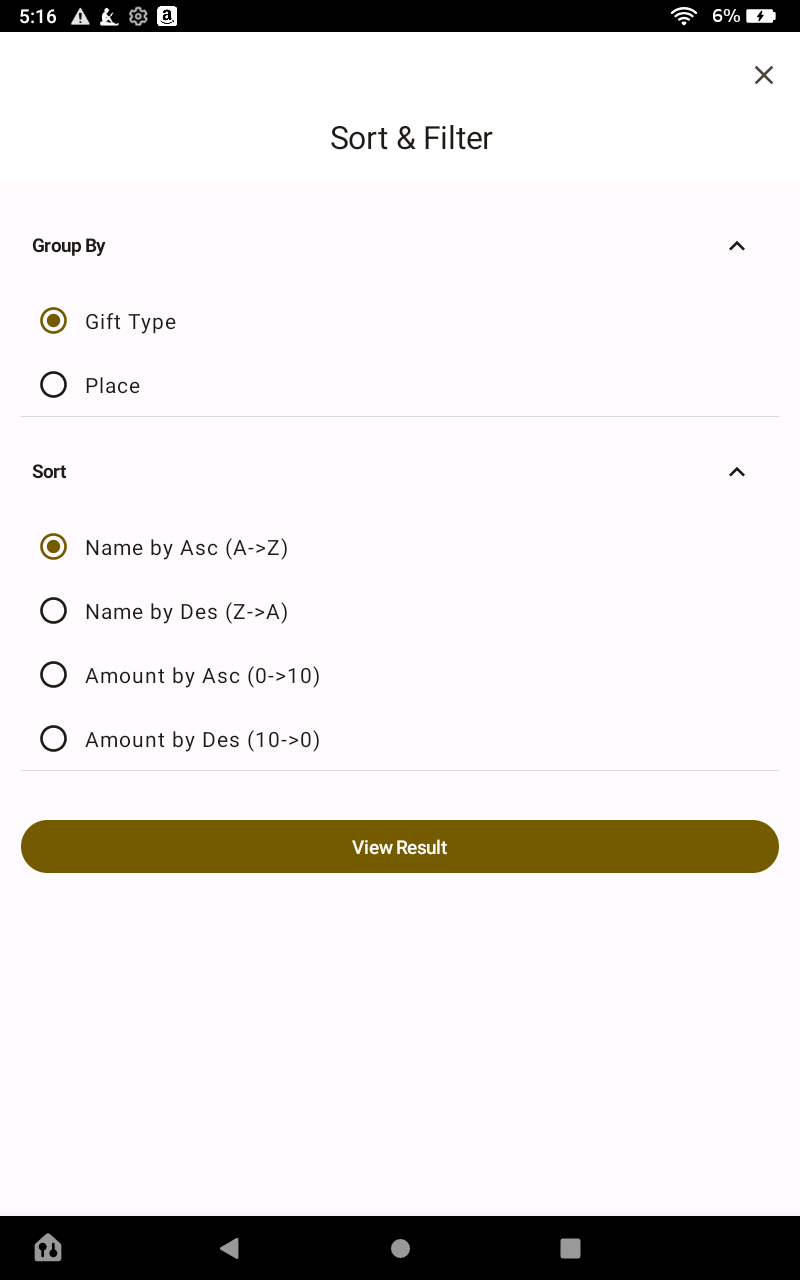 5:16
6%
Sort & Filter
Group By
Gift Type
Place
Sort
Name by Asc (A->Z)
Name by Des (Z->A)
Amount by Asc (0->10)
Amount by Des (10->0)
View Result